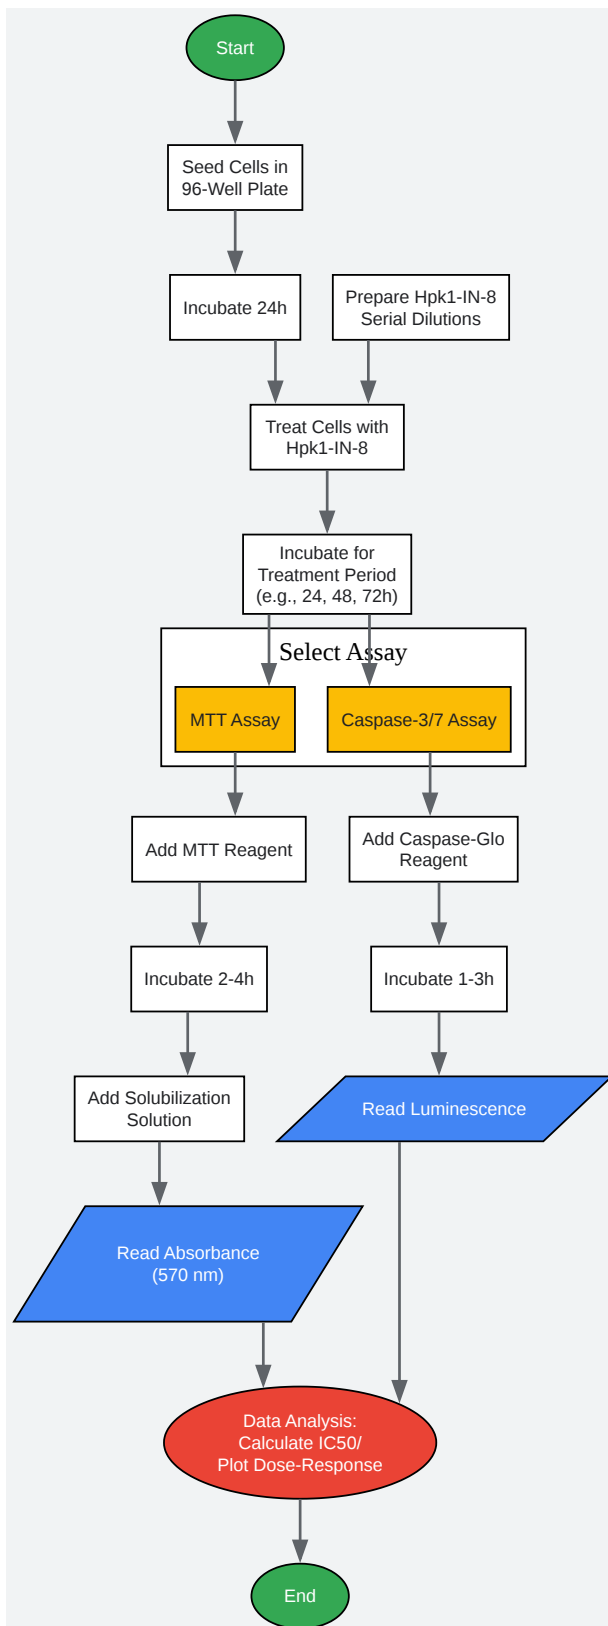 Start
Seed Cells in
96-Well Plate
Incubate 24h
Prepare Hpk1-IN-8
Serial Dilutions
Treat Cells with
Hpk1-IN-8
Incubate for
Treatment Period
(e.g., 24, 48, 72h)
Select Assay
MTT Assay
Caspase-3/7 Assay
Add MTT Reagent
Add Caspase-Glo
Reagent
Incubate 2-4h
Incubate 1-3h
Add Solubilization
Solution
Read Luminescence
Read Absorbance
(570 nm)
Data Analysis:
Calculate IC50/
Plot Dose-Response
End